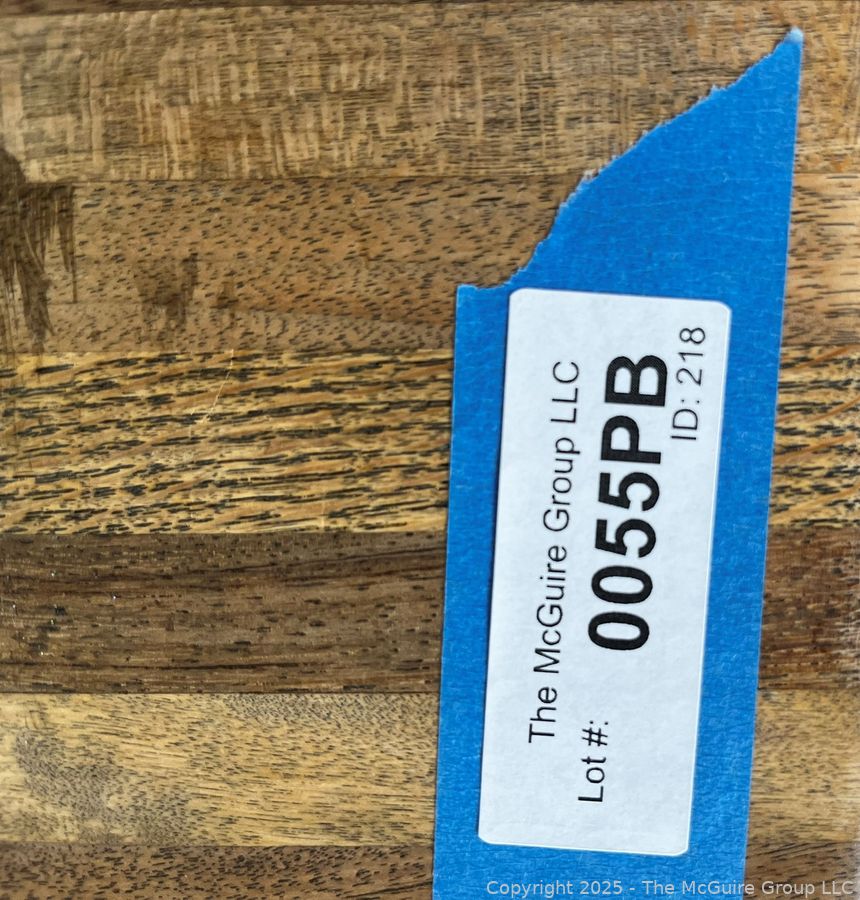 The McGuire Group LLC
Lot #: 0055PB
ID: 218
Copyright 2025 - The McGuire Group LLC